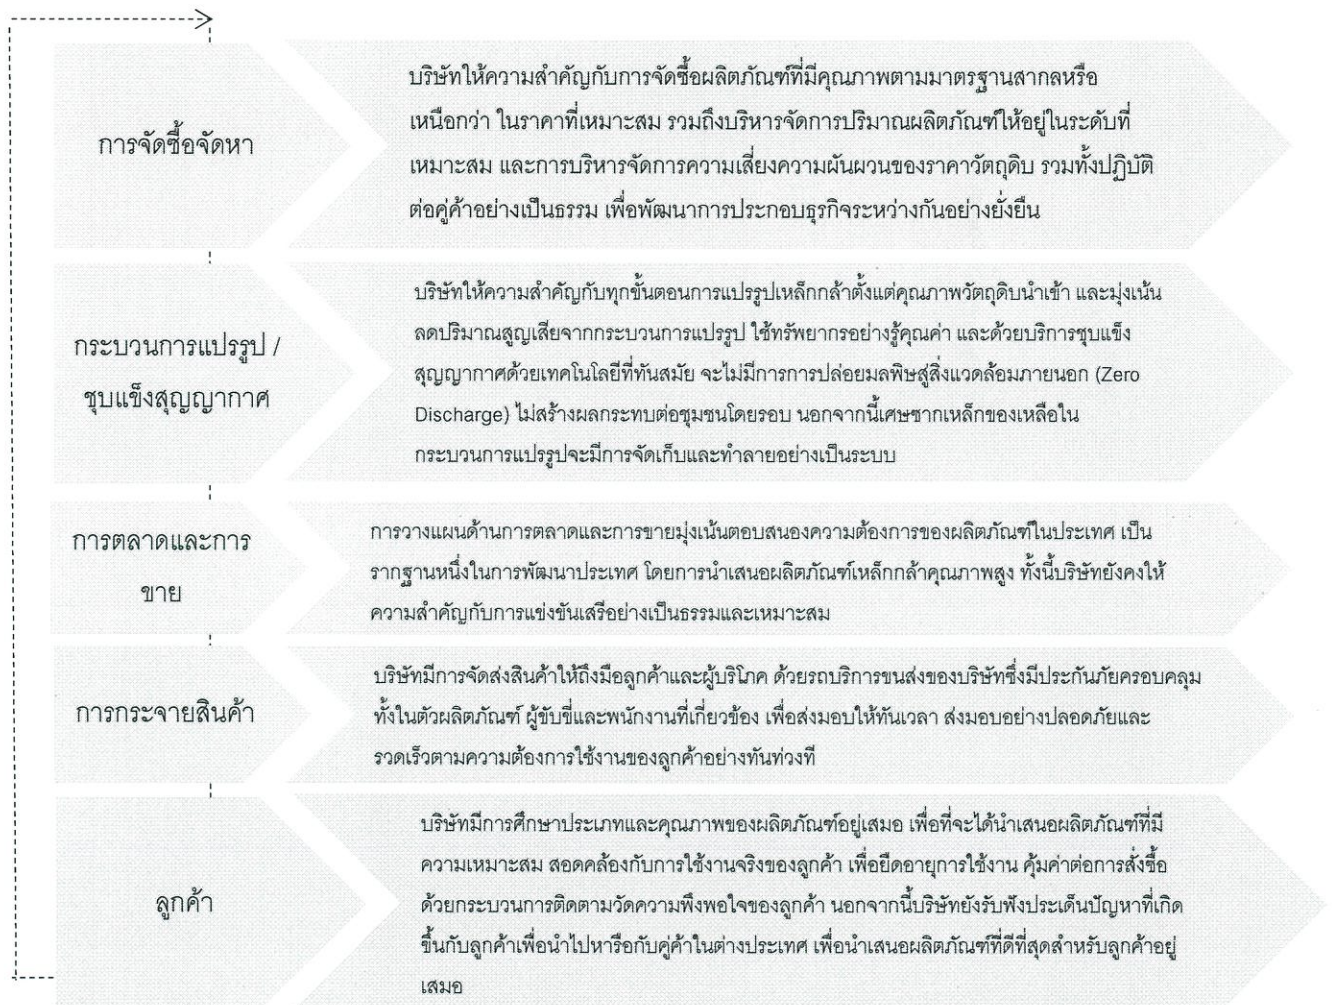 การจัดซื้อจัดหา
บริษัทให้ความสำคัญกับการจัดซื้อผลิตภัณฑ์ที่มีคุณภาพตามมาตรฐานสากลหรือ
เหนือกว่า ในราคาที่เหมาะสม รวมถึงบริหารจัดการปริมาณผลิตภัณฑ์ให้อยู่ในระดับที่
เหมาะสม และการบริหารจัดการความเสี่ยงความผันผวนของราคาวัตถุดิบ รวมทั้งปฏิบัติ
ต่อคู่ค้าอย่างเป็นธรรม เพื่อพัฒนาการประกอบธุรกิจระหว่างกันอย่างยั่งยืน
กระบวนการแปรรูป /
ชุบแข็งสุญญากาศ
บริษัทให้ความสำคัญกับทุกขั้นตอนการแปรรูปเหล็กกล้าตั้งแต่คุณภาพวัตถุดิบนำเข้า และมุ่งเน้น
ลดปริมาณสูญเสียจากกระบวนการแปรรูป ใช้ทรัพยากรอย่างรู้คุณค่า และด้วยบริการชุบแข็ง
สุญญากาศด้วยเทคโนโลยีที่ทันสมัย จะไม่มีการการปล่อยมลพิษสู่สิ่งแวดล้อมภายนอก (Zero
Discharge) ไม่สร้างผลกระทบต่อชุมชนโดยรอบ นอกจากนี้เศษซากเหล็กของเหลือใน
กระบวนการแปรรูปจะมีการจัดเก็บและทำลายอย่างเป็นระบบ
การตลาดและการ
ขาย
การวางแผนด้านการตลาดและการขายมุ่งเน้นตอบสนองความต้องการของผลิตภัณฑ์ในประเทศ เป็น
รากฐานหนึ่งในการพัฒนาประเทศ โดยการนำเสนอผลิตภัณฑ์เหล็กกล้าคุณภาพสูง ทั้งนี้บริษัทยังคงให้
ความสำคัญกับการแข่งขันเสรีอย่างเป็นธรรมและเหมาะสม
การกระจายสินค้า
บริษัทมีการจัดส่งสินค้าให้ถึงมือลูกค้าและผู้บริโภค ด้วยรถบริการขนส่งของบริษัทซึ่งมีประกันภัยครอบคลุม
ทั้งในตัวผลิตภัณฑ์ ผู้ขับขี่และพนักงานที่เกี่ยวข้อง เพื่อส่งมอบให้ทันเวลา ส่งมอบอย่างปลอดภัยและ
รวดเร็วตามความต้องการใช้งานของลูกค้าอย่างทันท่วงที
ลูกค้า
บริษัทมีการศึกษาประเภทและคุณภาพของผลิตภัณฑ์อยู่เสมอ เพื่อที่จะได้นำเสนอผลิตภัณฑ์ที่มี
ความเหมาะสม สอดคล้องกับการใช้งานจริงของลูกค้า เพื่อยืดอายุการใช้งาน คุ้มค่าต่อการสั่งซื้อ
ด้วยกระบวนการติดตามวัดความพึงพอใจของลูกค้า นอกจากนี้บริษัทยังรับฟังประเด็นปัญหาที่เกิด
ขึ้นกับลูกค้าเพื่อนำไปหารือกับคู่ค้าในต่างประเทศ เพื่อนำเสนอผลิตภัณฑ์ที่ดีที่สุดสำหรับลูกค้าอยู่
เสมอ